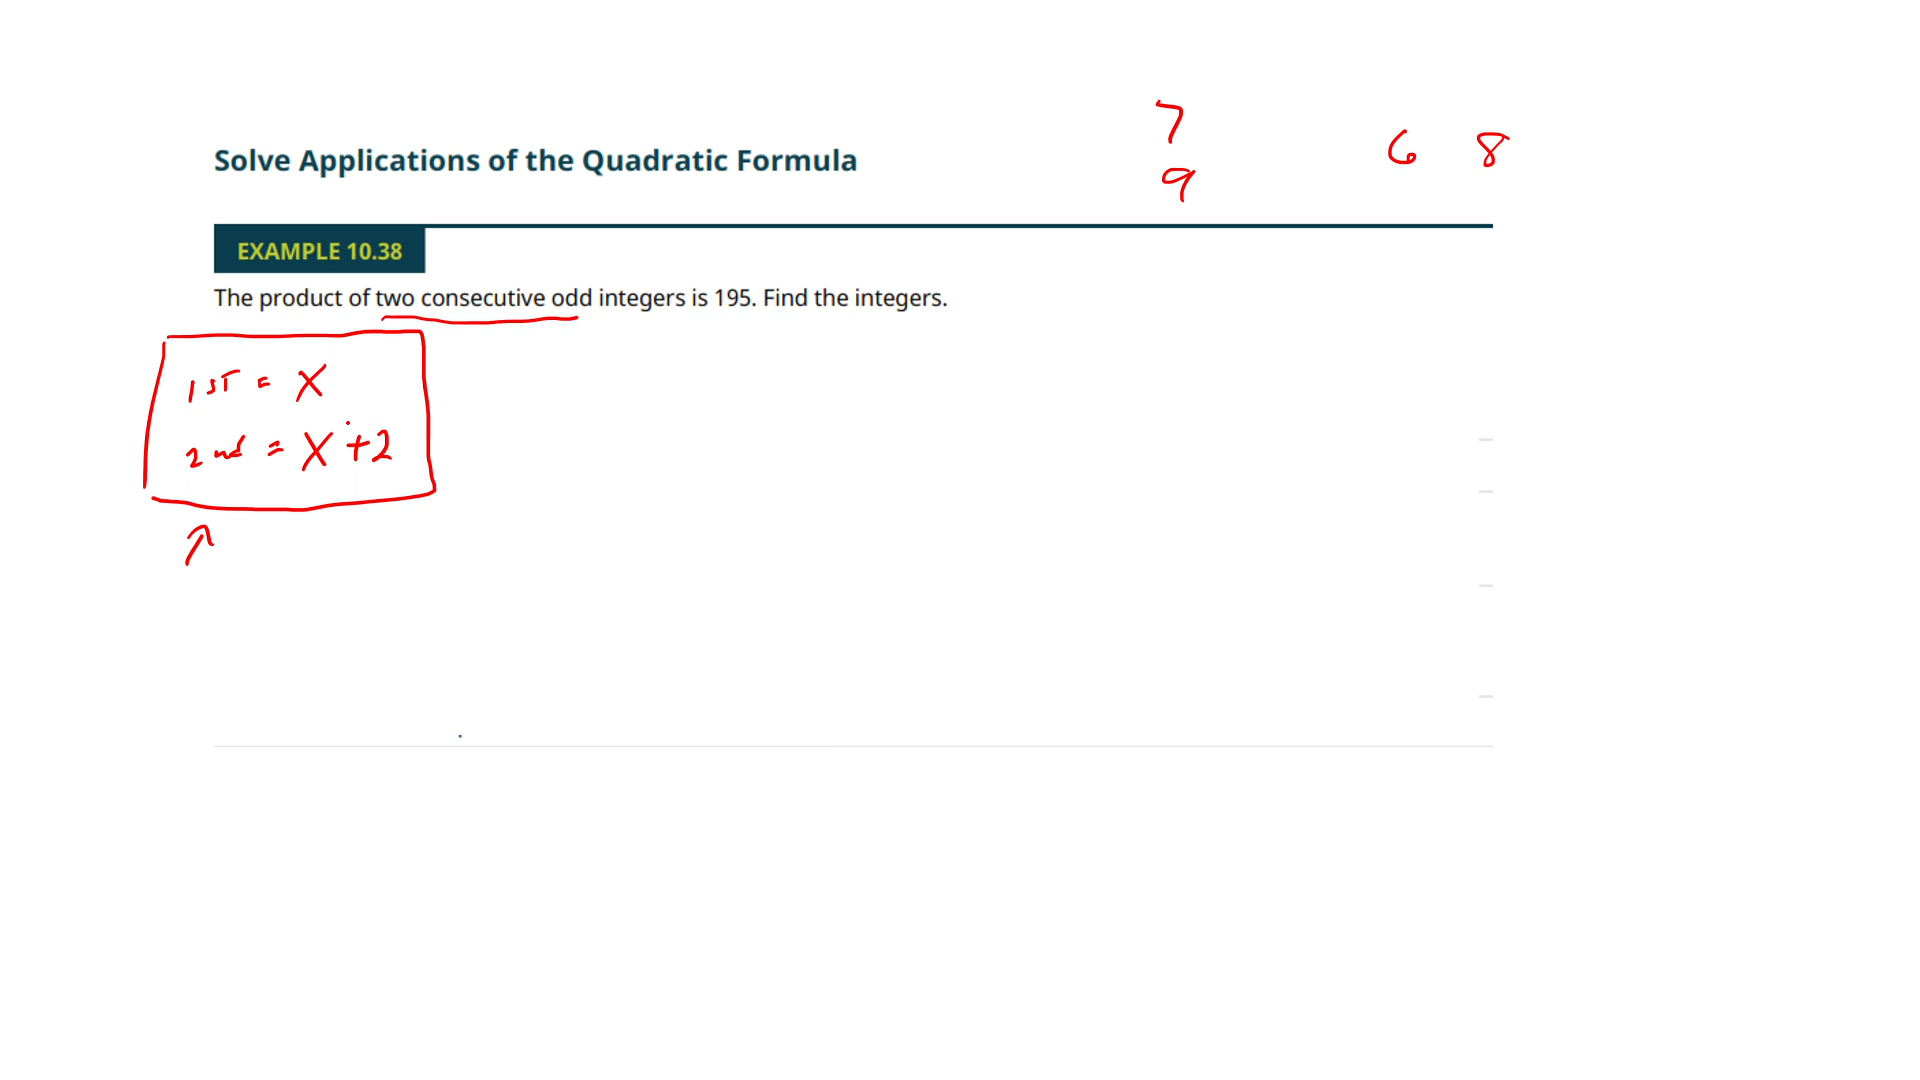 7
Solve Applications of the Quadratic Formula
6 8
9
EXAMPLE 10.38
The product of two consecutive odd integers is 195. Find the integers.
1st = X
2nd = X + 2